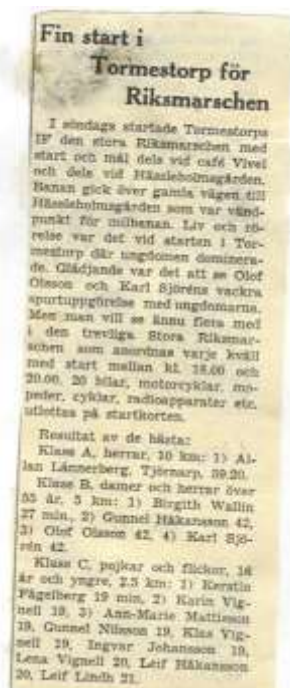 Fin start i
Tormestorp för
Riksmarschen
I söndags startade Tormestorps
IF den stora Riksmarschen med
start och mål dels vid café Vivel
och dels vid Hässleholmsgården.
Banan gick över gamla vägen till
Hässleholmsgården som var vänd-
punkt för milbanan. Liv och rö-
relse var det vid starten i Tor-
mestorp där ungdomen dominera-
de. Glädjande var det att se Olof
Olsson och Karl Sjöréns vackra
spurtuppgörelse med ungdomarna.
Men man vill se ännu flera med
i den trevliga Stora Riksmar-
schen som anordnas varje kväll
med start mellan kl. 18.00 och
20.00. 20 bilar, motorcyklar, mo-
peder, cyklar, radioapparater etc.
utlottas på startkorten.
Resultat av de bästa:
Klass A, herrar, 10 km: 1) Al-
lan Lännerberg, Tjörnarp, 59.20.
Klass B, damer och herrar över
55 år, 5 km: 1) Birgith Wallin
37 min., 2) Gunnel Håkansson 42,
3) Olof Olsson 42, 4) Karl Sjö-
rén 42.
Klass C, pojkar och flickor, 16
år och yngre, 2.5 km: 1) Kerstin
Fägelberg 19 min, 2) Karin Vig-
nell 19, 3) Ann-Marie Mattisson
19, Gunnel Nilsson 19, Klas Vig-
nell 19, Ingvar Johansson 19,
Lena Vignell 20, Leif Håkansson
20, Leif Lindh 21.